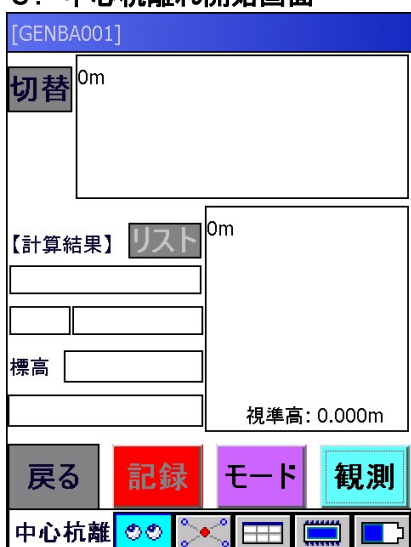 [GENBA001]
切替
0m
【計算結果】
リスト
0m
標高
視準高: 0.000m
戻る
記録
モード
観測
中心杭離